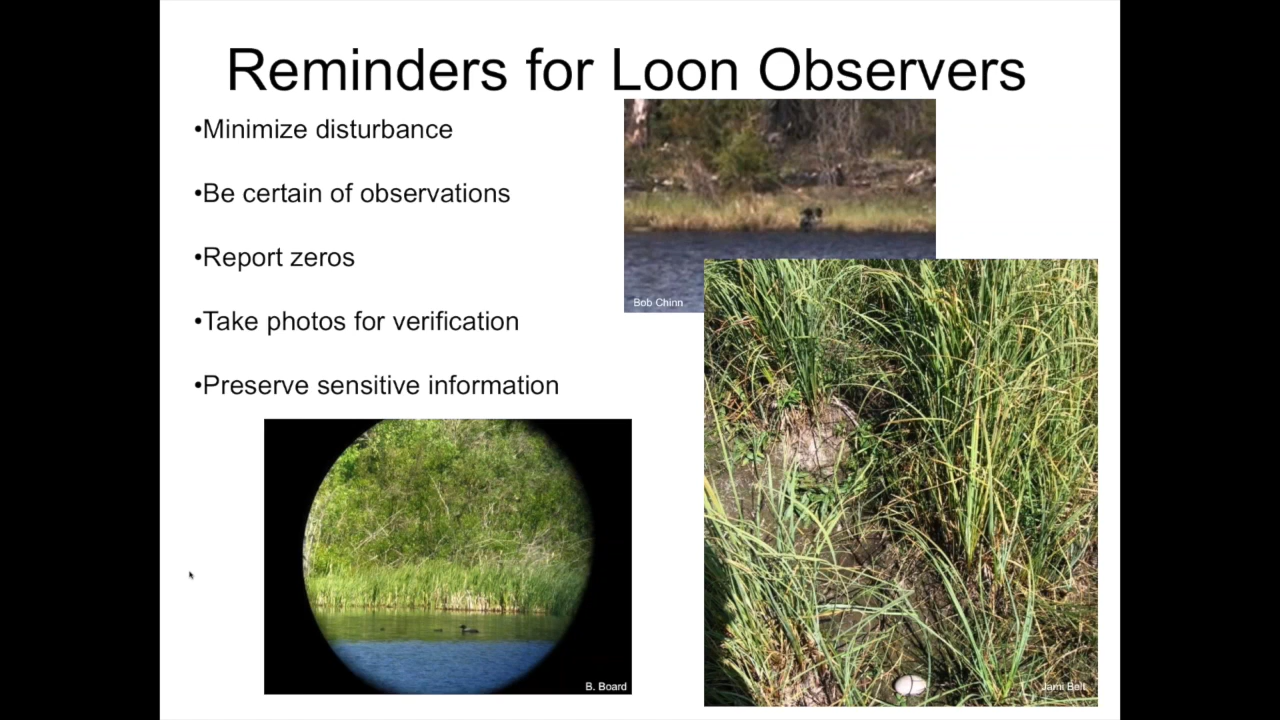 Reminders for Loon Observers
•Minimize disturbance
•Be certain of observations
•Report zeros
•Take photos for verification
•Preserve sensitive information
Bob Chinn
B. Board
Jami Belt